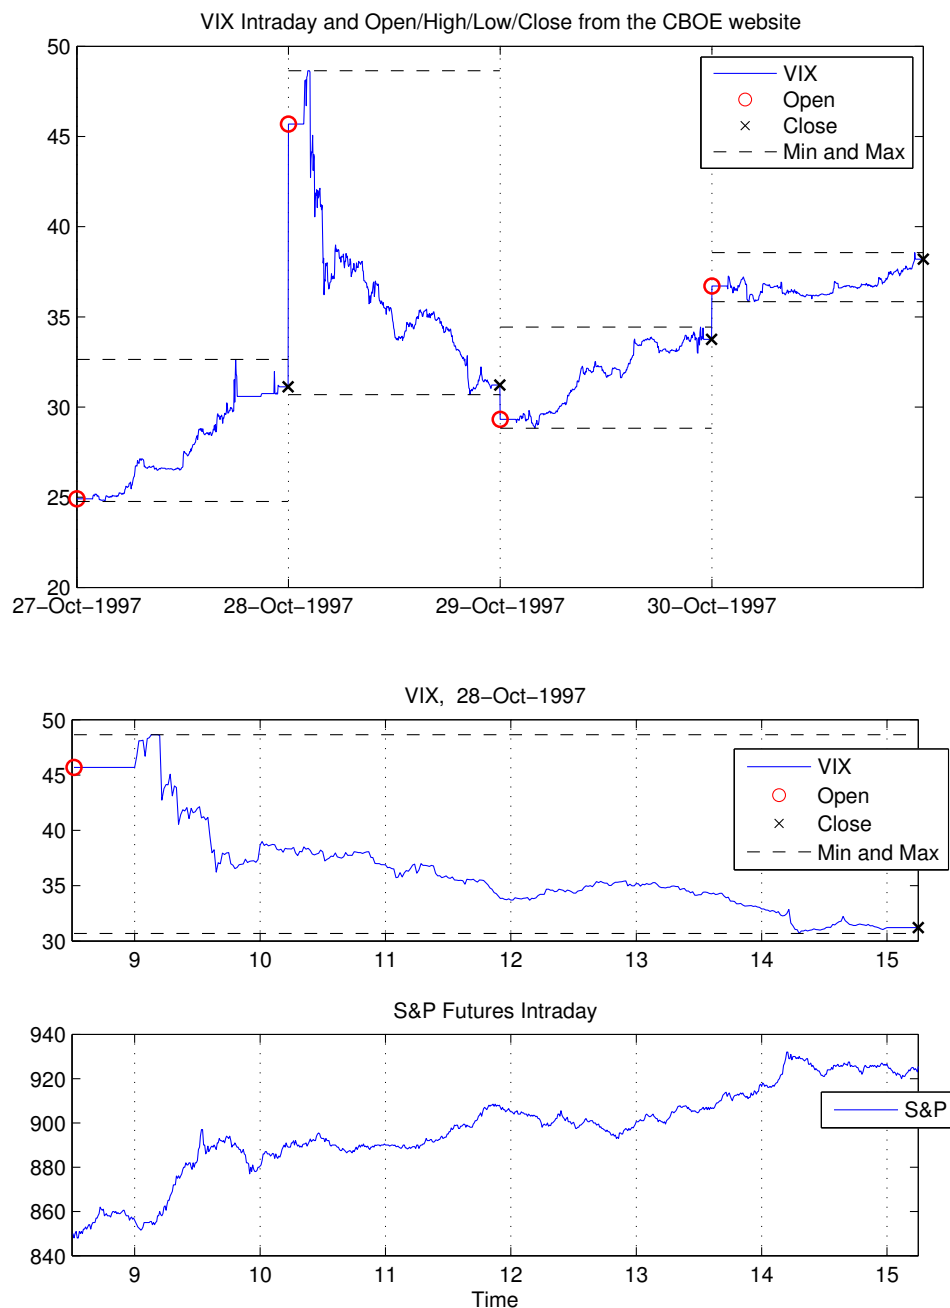 VIX Intraday and Open/High/Low/Close from the CBOE website
50
45
40
35
30
25
20
VIX
Open
Close
Min and Max
27−Oct−1997
28−Oct−1997
29−Oct−1997
30−Oct−1997
VIX, 28−Oct−1997
50
45
40
35
30
VIX
Open
Close
Min and Max
9
10
11
12
13
14
15
S&P Futures Intraday
940
920
900
880
860
840
S&P
9
10
11
12
13
14
15
Time